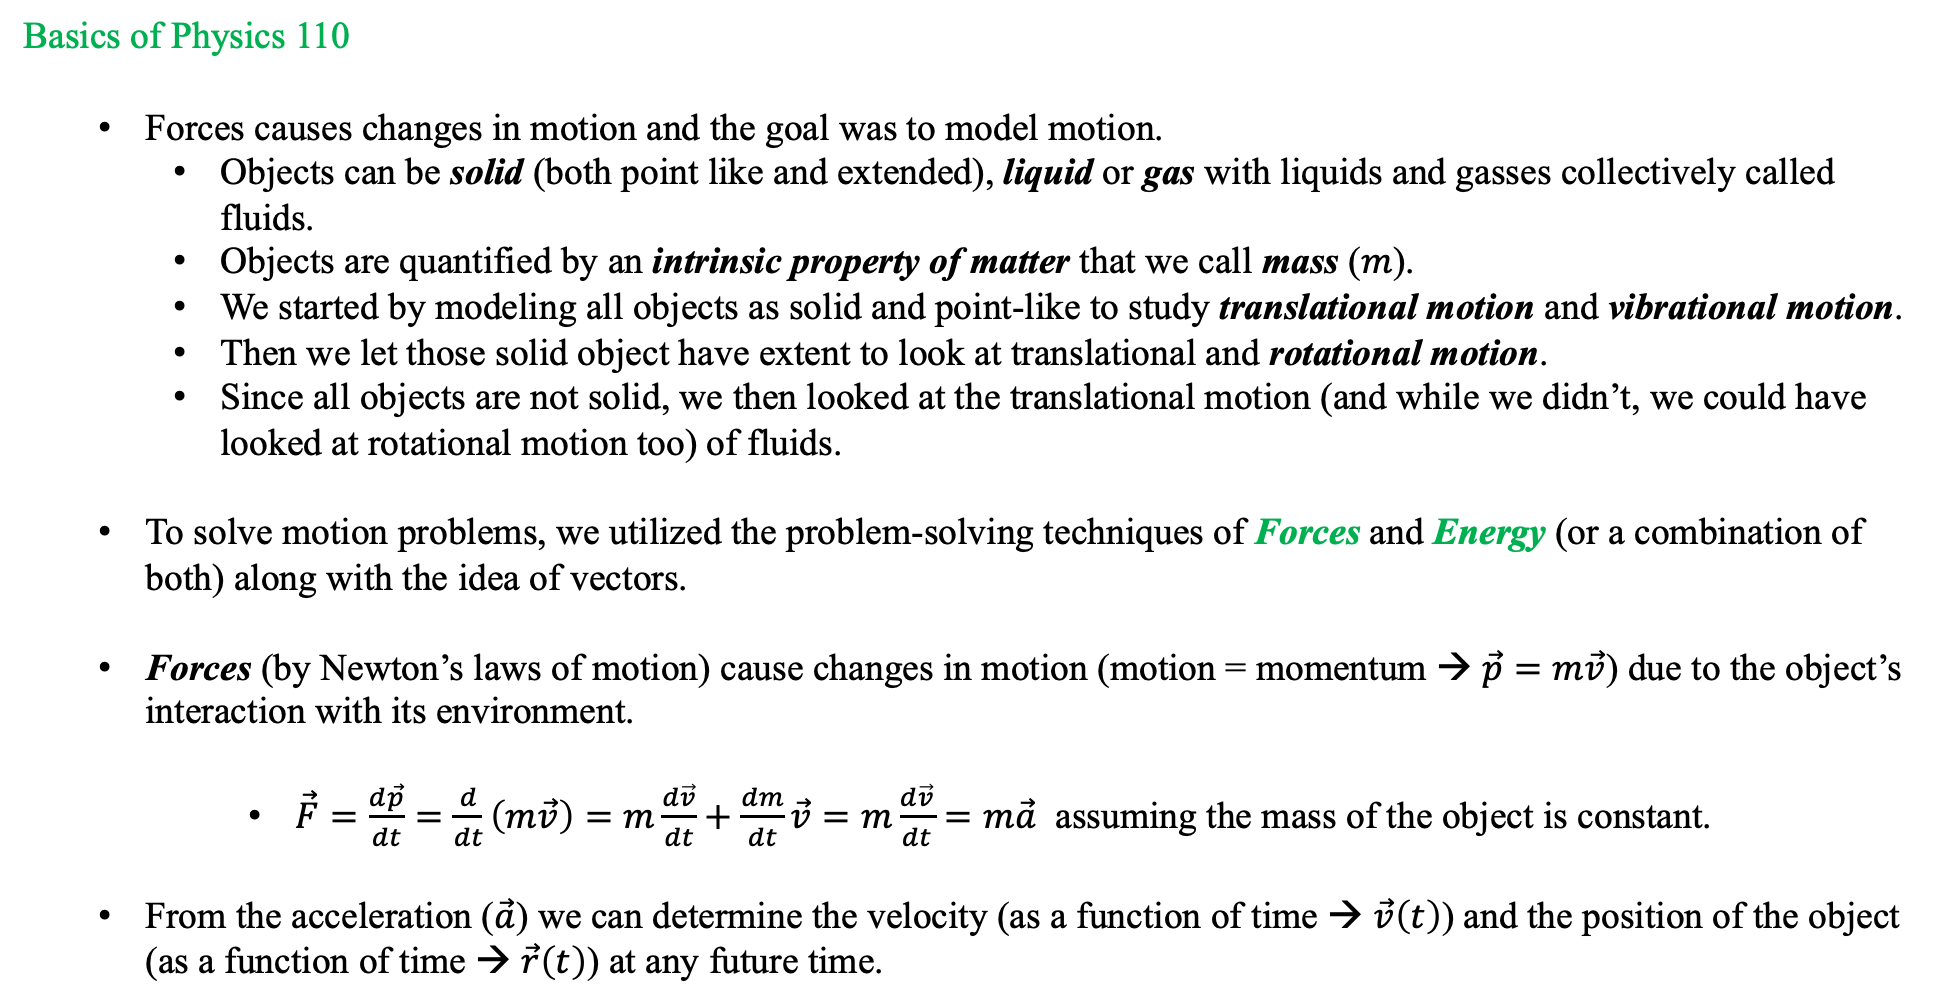 Basics of Physics 110
• Forces causes changes in motion and the goal was to model motion.
• Objects can be solid (both point like and extended), liquid or gas with liquids and gasses collectively called
fluids.
• Objects are quantified by an intrinsic property of matter that we call mass (m).
• We started by modeling all objects as solid and point-like to study translational motion and vibrational motion.
• Then we let those solid object have extent to look at translational and rotational motion.
• Since all objects are not solid, we then looked at the translational motion (and while we didn’t, we could have
looked at rotational motion too) of fluids.
• To solve motion problems, we utilized the problem-solving techniques of Forces and Energy (or a combination of
both) along with the idea of vectors.
• Forces (by Newton’s laws of motion) cause changes in motion (motion = momentum → p⃗ = mv⃗) due to the object’s
interaction with its environment.
• F⃗ = dp⃗/dt = d/dt (mv⃗) = m dv⃗/dt + dm/dt v⃗ = m dv⃗/dt = ma⃗ assuming the mass of the object is constant.
• From the acceleration (a⃗) we can determine the velocity (as a function of time → v⃗(t)) and the position of the object
(as a function of time → r⃗(t)) at any future time.